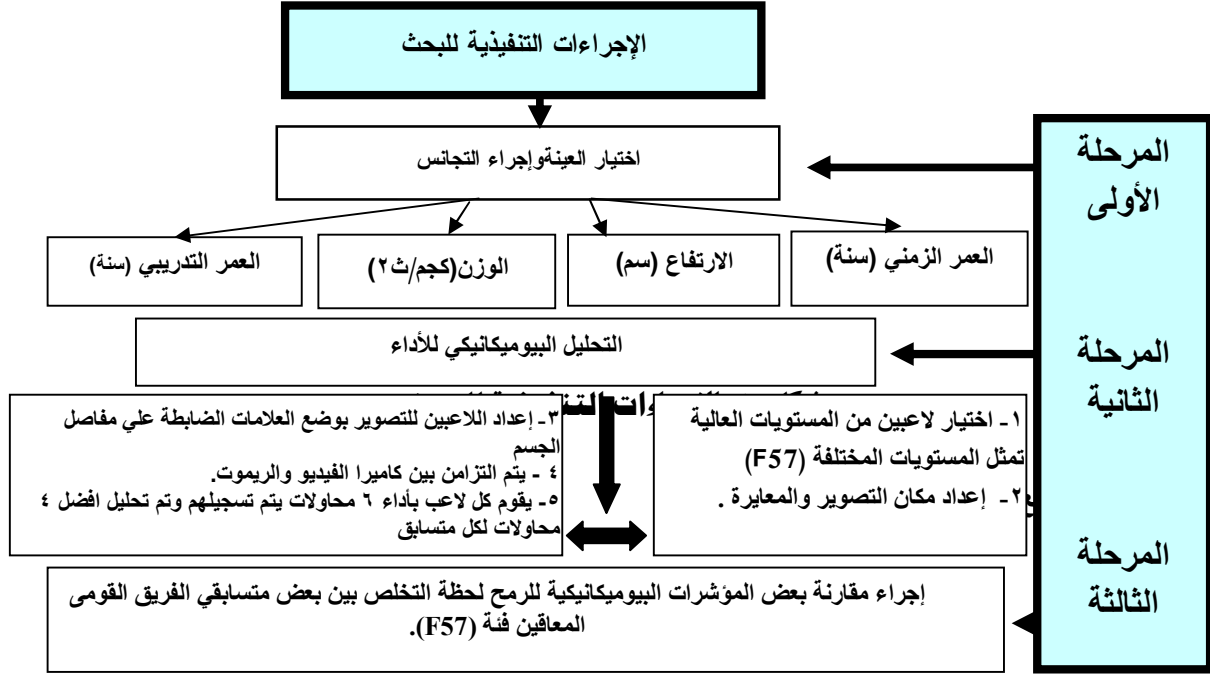 الإجراءات التنفيذية للبحث
المرحلة
الأولى
اختيار العينةوإجراء التجانس
العمر الزمني (سنة)
الارتفاع (سم)
الوزن(كجم/ث٢)
العمر التدريبي (سنة)
المرحلة
الثانية
التحليل البيوميكانيكي للأداء
١- اختيار لاعبين من المستويات العالية
تمثل المستويات المختلفة (F57)
٢- إعداد مكان التصوير والمعايرة .
٣- إعداد اللاعبين للتصوير بوضع العلامات الضابطة علي مفاصل
الجسم
٤ - يتم التزامن بين كاميرا الفيديو والريموت.
٥- يقوم كل لاعب بأداء ٦ محاولات يتم تسجيلهم وتم تحليل افضل ٤
محاولات لكل متسابق
المرحلة
الثالثة
إجراء مقارنة بعض المؤشرات البيوميكانيكية للرمح لحظة التخلص بين بعض متسابقي الفريق القومى
المعاقين فئة (F57).